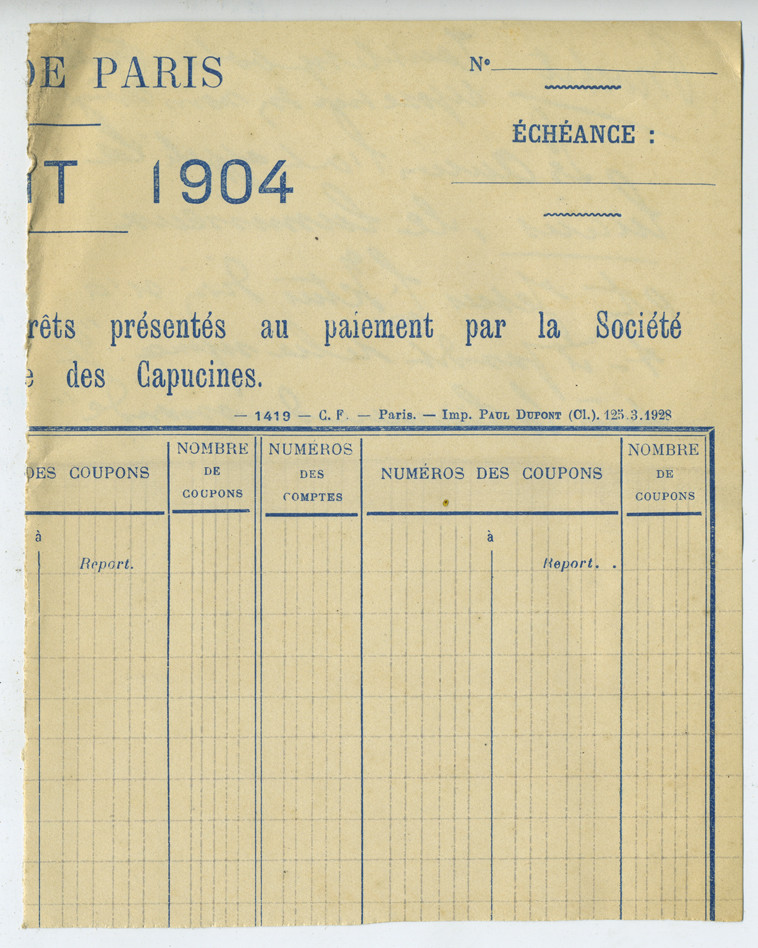 DE PARIS
N°
ÉCHÉANCE :
IT 1904
rêts présentés au paiement par la Société
e des Capucines.
— 1419 — C. F. — Paris. — Imp. PAUL DUPONT (Cl.). 125.3.1928
DES COUPONS
NOMBRE
DE
COUPONS
NUMÉROS
DES
COMPTES
NUMÉROS DES COUPONS
NOMBRE
DE
COUPONS
à
à
Report.
Report. .